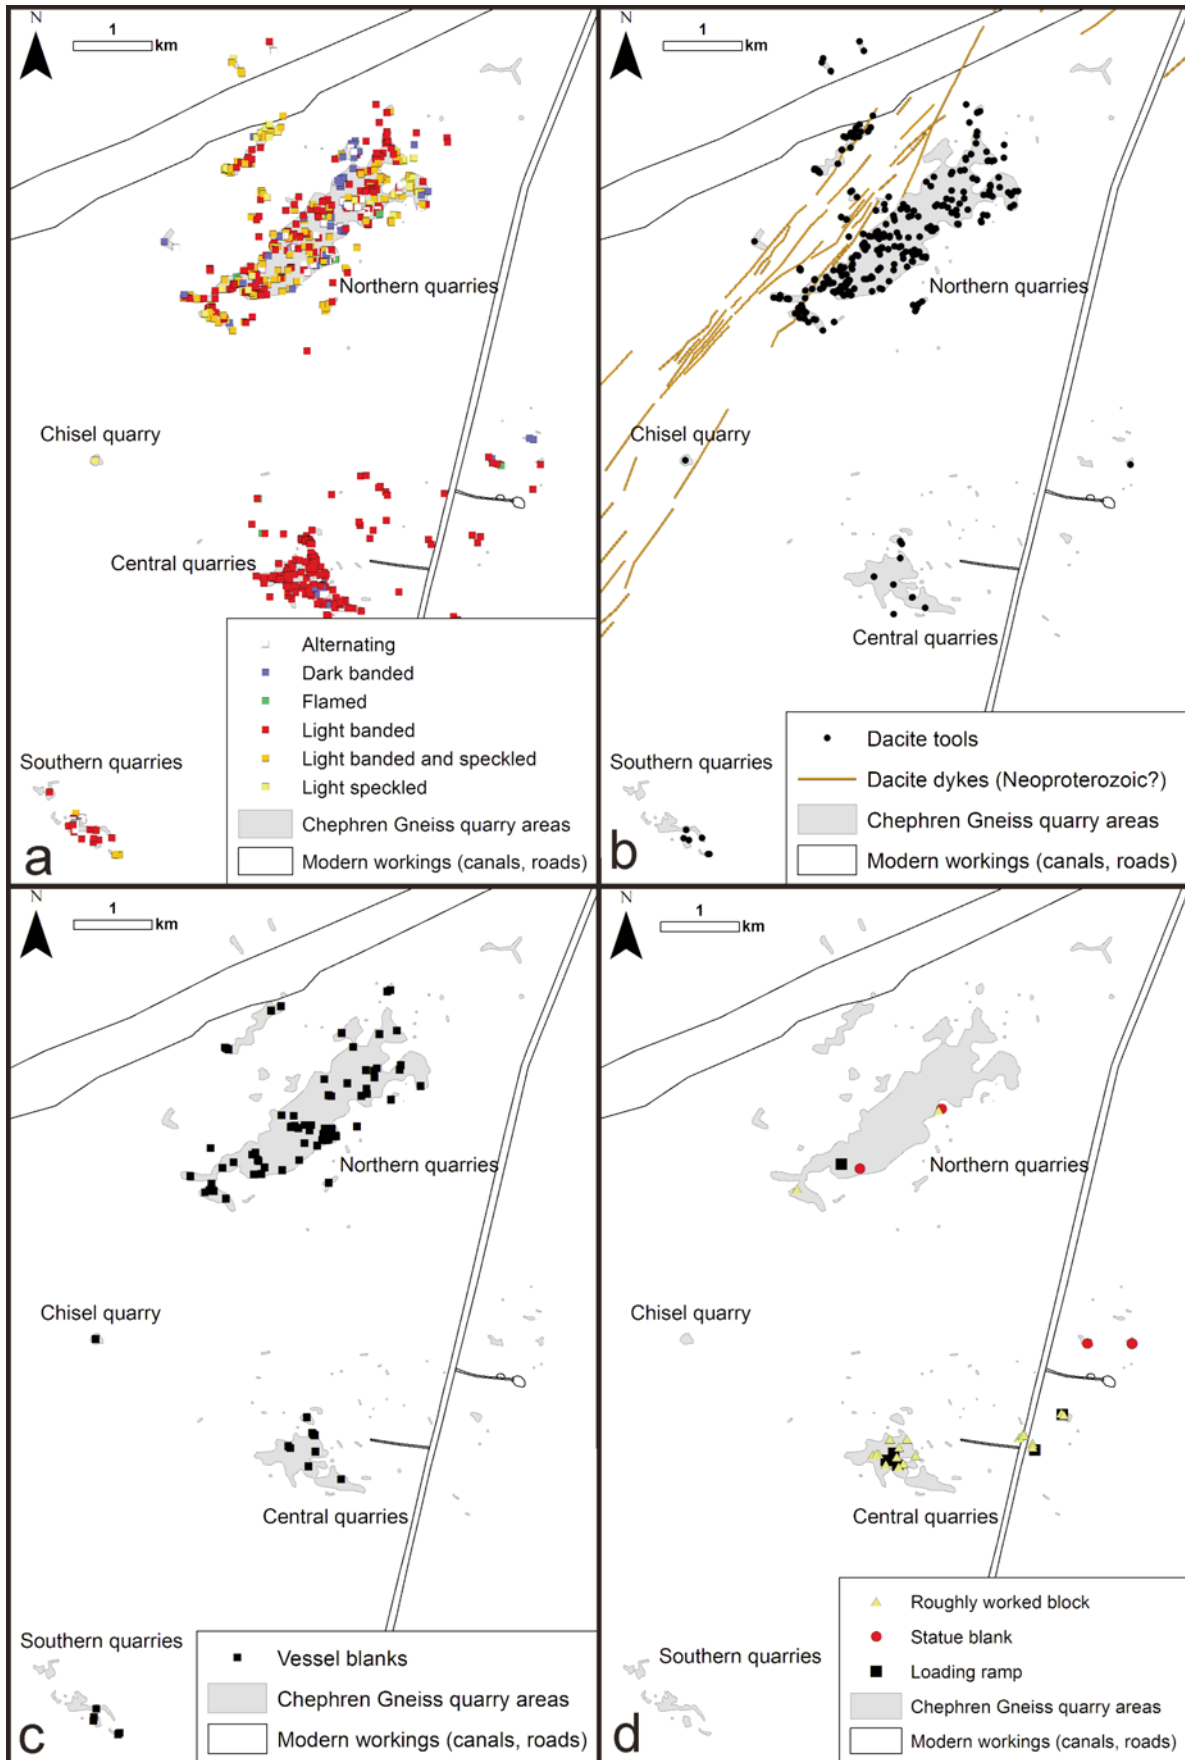 N
1
km
Northern quarries
Chisel quarry
Central quarries
Alternating
Dark banded
Flamed
Light banded
Light banded and speckled
Light speckled
Chephren Gneiss quarry areas
Modern workings (canals, roads)
Southern quarries
a
N
1
km
Northern quarries
Chisel quarry
Central quarries
Dacite tools
Dacite dykes (Neoproterozoic?)
Chephren Gneiss quarry areas
Modern workings (canals, roads)
Southern quarries
b
N
1
km
Northern quarries
Chisel quarry
Central quarries
Southern quarries
Vessel blanks
Chephren Gneiss quarry areas
Modern workings (canals, roads)
c
N
1
km
Northern quarries
Chisel quarry
Central quarries
Roughly worked block
Statue blank
Loading ramp
Chephren Gneiss quarry areas
Modern workings (canals, roads)
Southern quarries
d